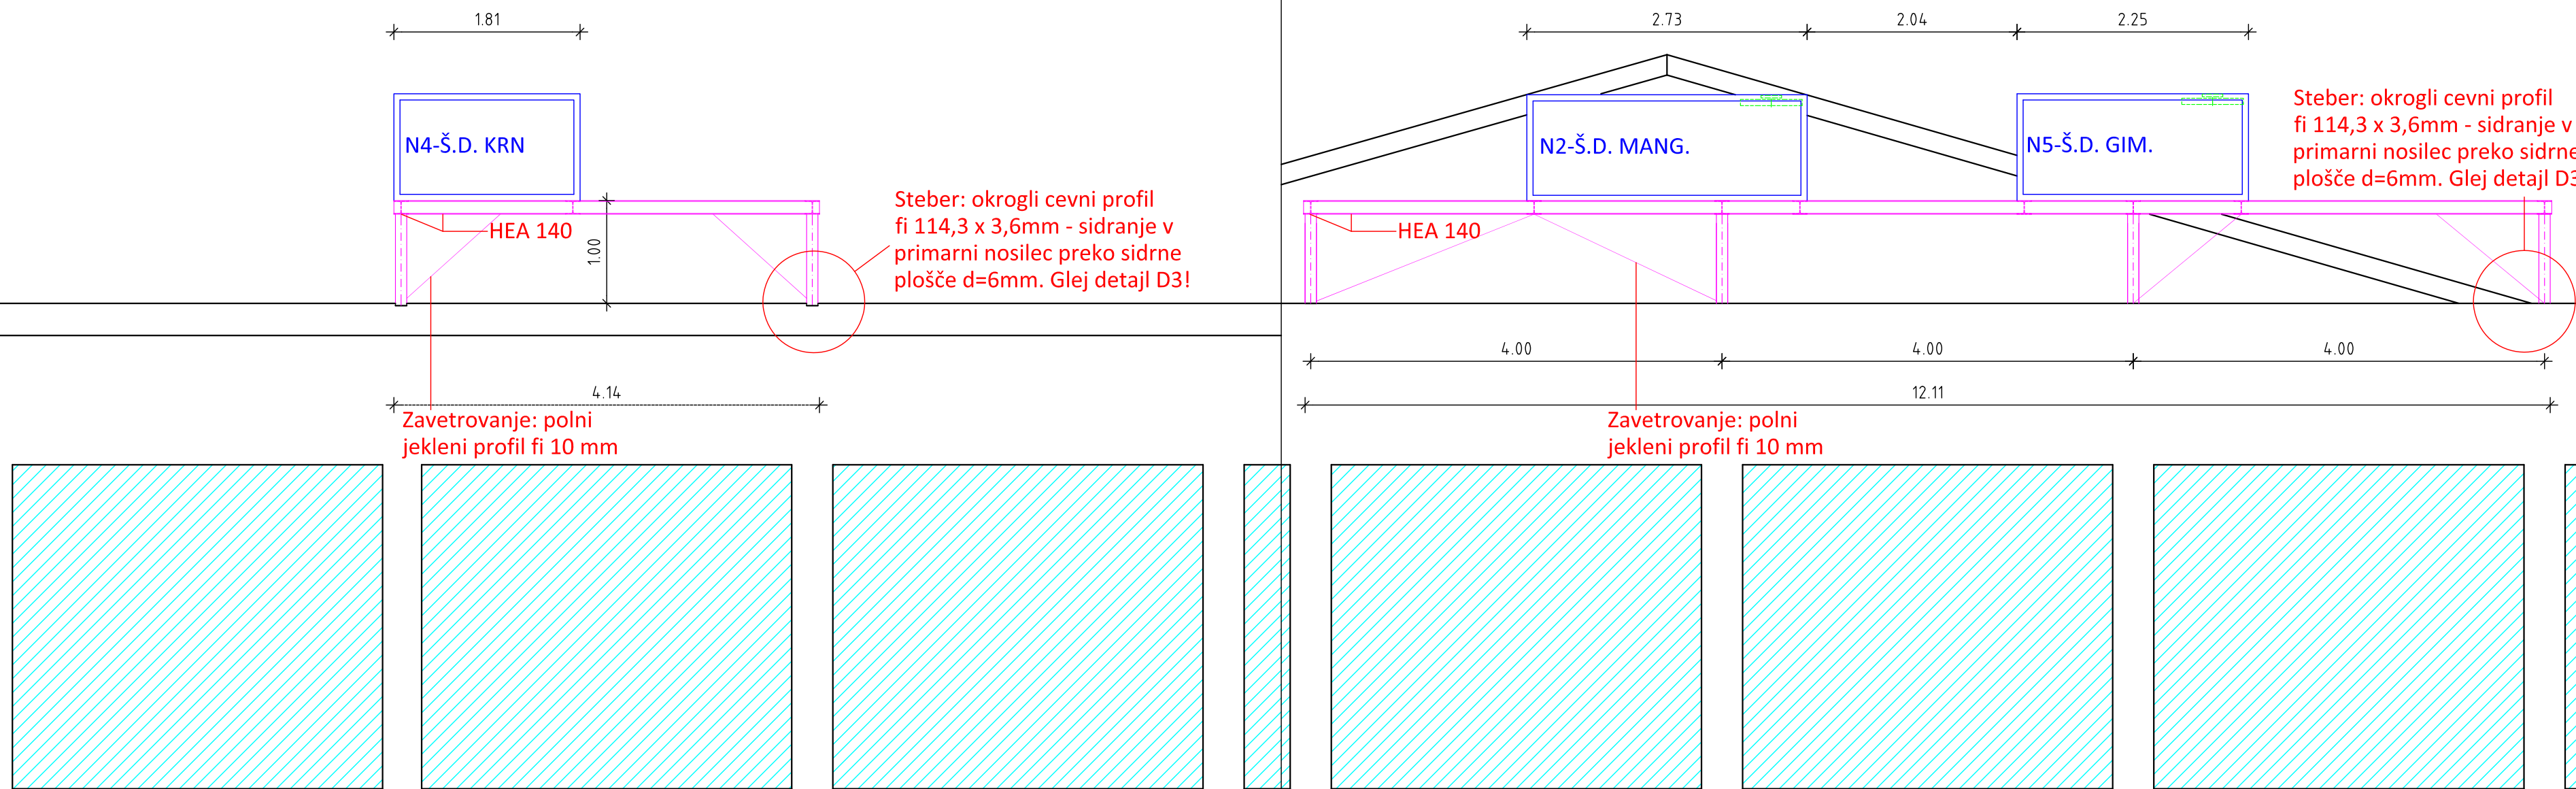 1.81
2.73
2.04
2.25
N4-Š.D. KRN
N2-Š.D. MANG.
N5-Š.D. GIM.
Steber: okrogli cevni profil
fi 114,3 x 3,6mm - sidranje v
primarni nosilec preko sidrne
plošče d=6mm. Glej detajl D3
HEA 140
1.00
Steber: okrogli cevni profil
fi 114,3 x 3,6mm - sidranje v
primarni nosilec preko sidrne
plošče d=6mm. Glej detajl D3!
HEA 140
4.00
4.00
4.00
4.14
12.11
Zavetrovanje: polni
jekleni profil fi 10 mm
Zavetrovanje: polni
jekleni profil fi 10 mm